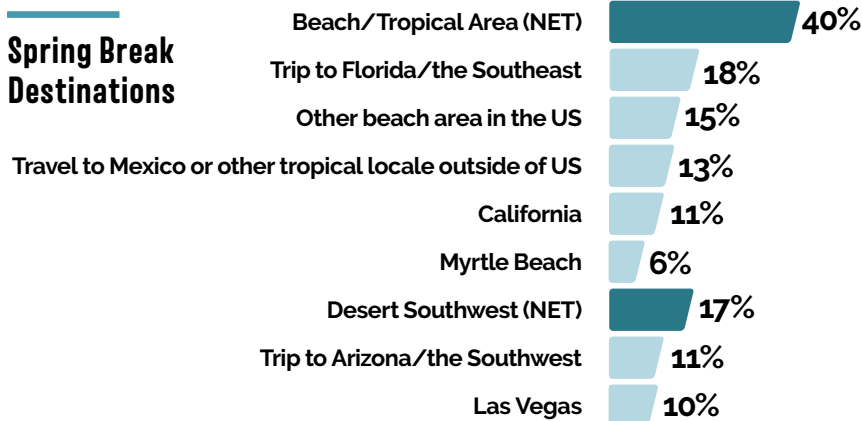 Spring Break
Destinations
Beach/Tropical Area (NET) 40%
Trip to Florida/the Southeast 18%
Other beach area in the US 15%
Travel to Mexico or other tropical locale outside of US 13%
California 11%
Myrtle Beach 6%
Desert Southwest (NET) 17%
Trip to Arizona/the Southwest 11%
Las Vegas 10%